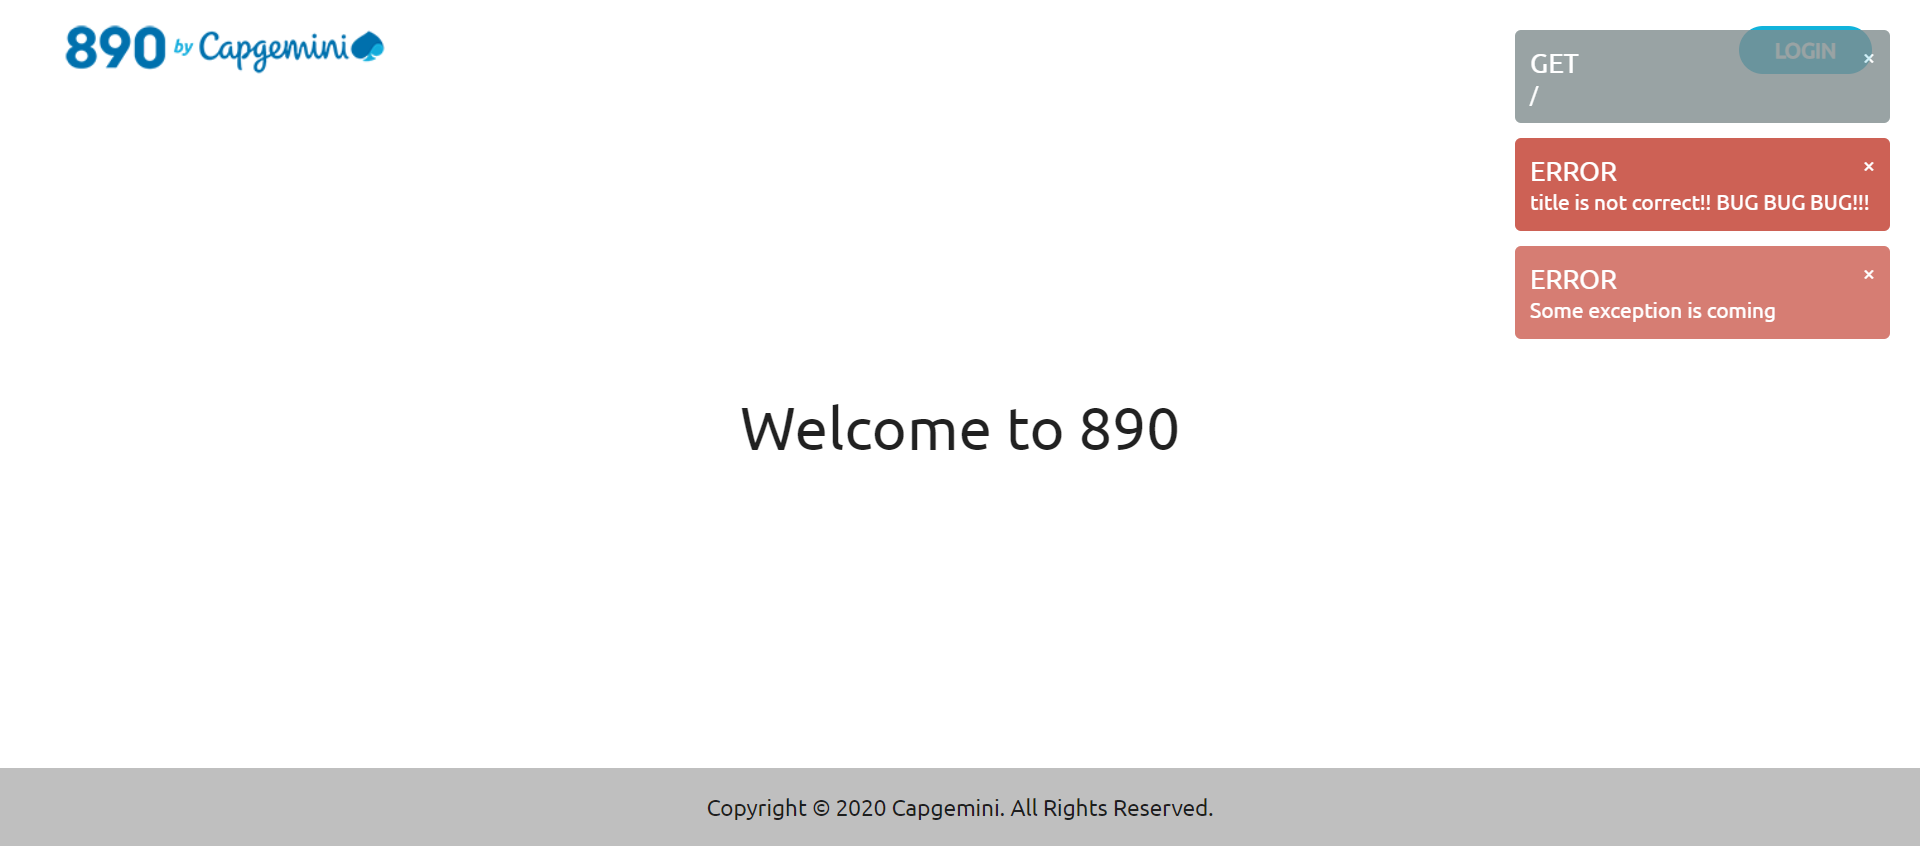 890 by Capgemini
LOGIN
GET
×
/
ERROR
×
title is not correct!! BUG BUG BUG!!!
ERROR
×
Some exception is coming
Welcome to 890
Copyright © 2020 Capgemini. All Rights Reserved.